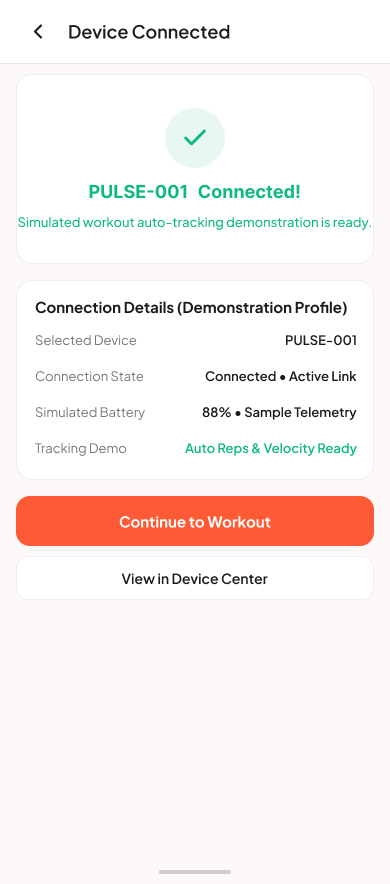 Device Connected
PULSE-001 Connected!
Simulated workout auto-tracking demonstration is ready.
Connection Details (Demonstration Profile)
Selected Device PULSE-001
Connection State Connected • Active Link
Simulated Battery 88% • Sample Telemetry
Tracking Demo Auto Reps & Velocity Ready
Continue to Workout
View in Device Center